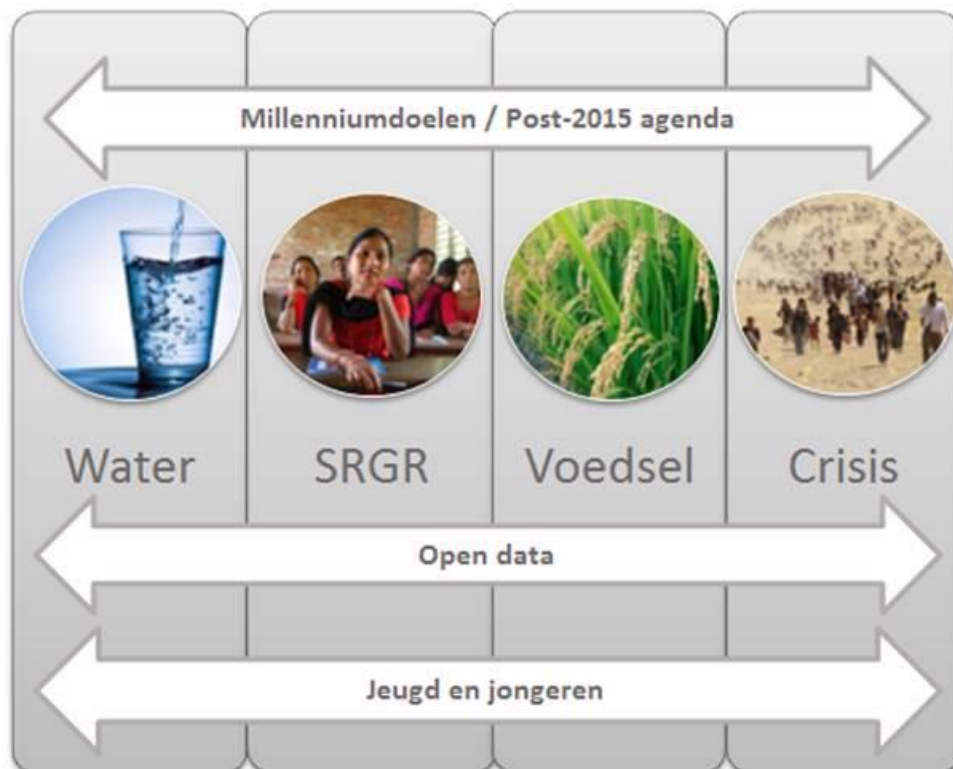 Millenniumdoelen / Post-2015 agenda
Water
SRGR
Voedsel
Crisis
Open data
Jeugd en jongeren